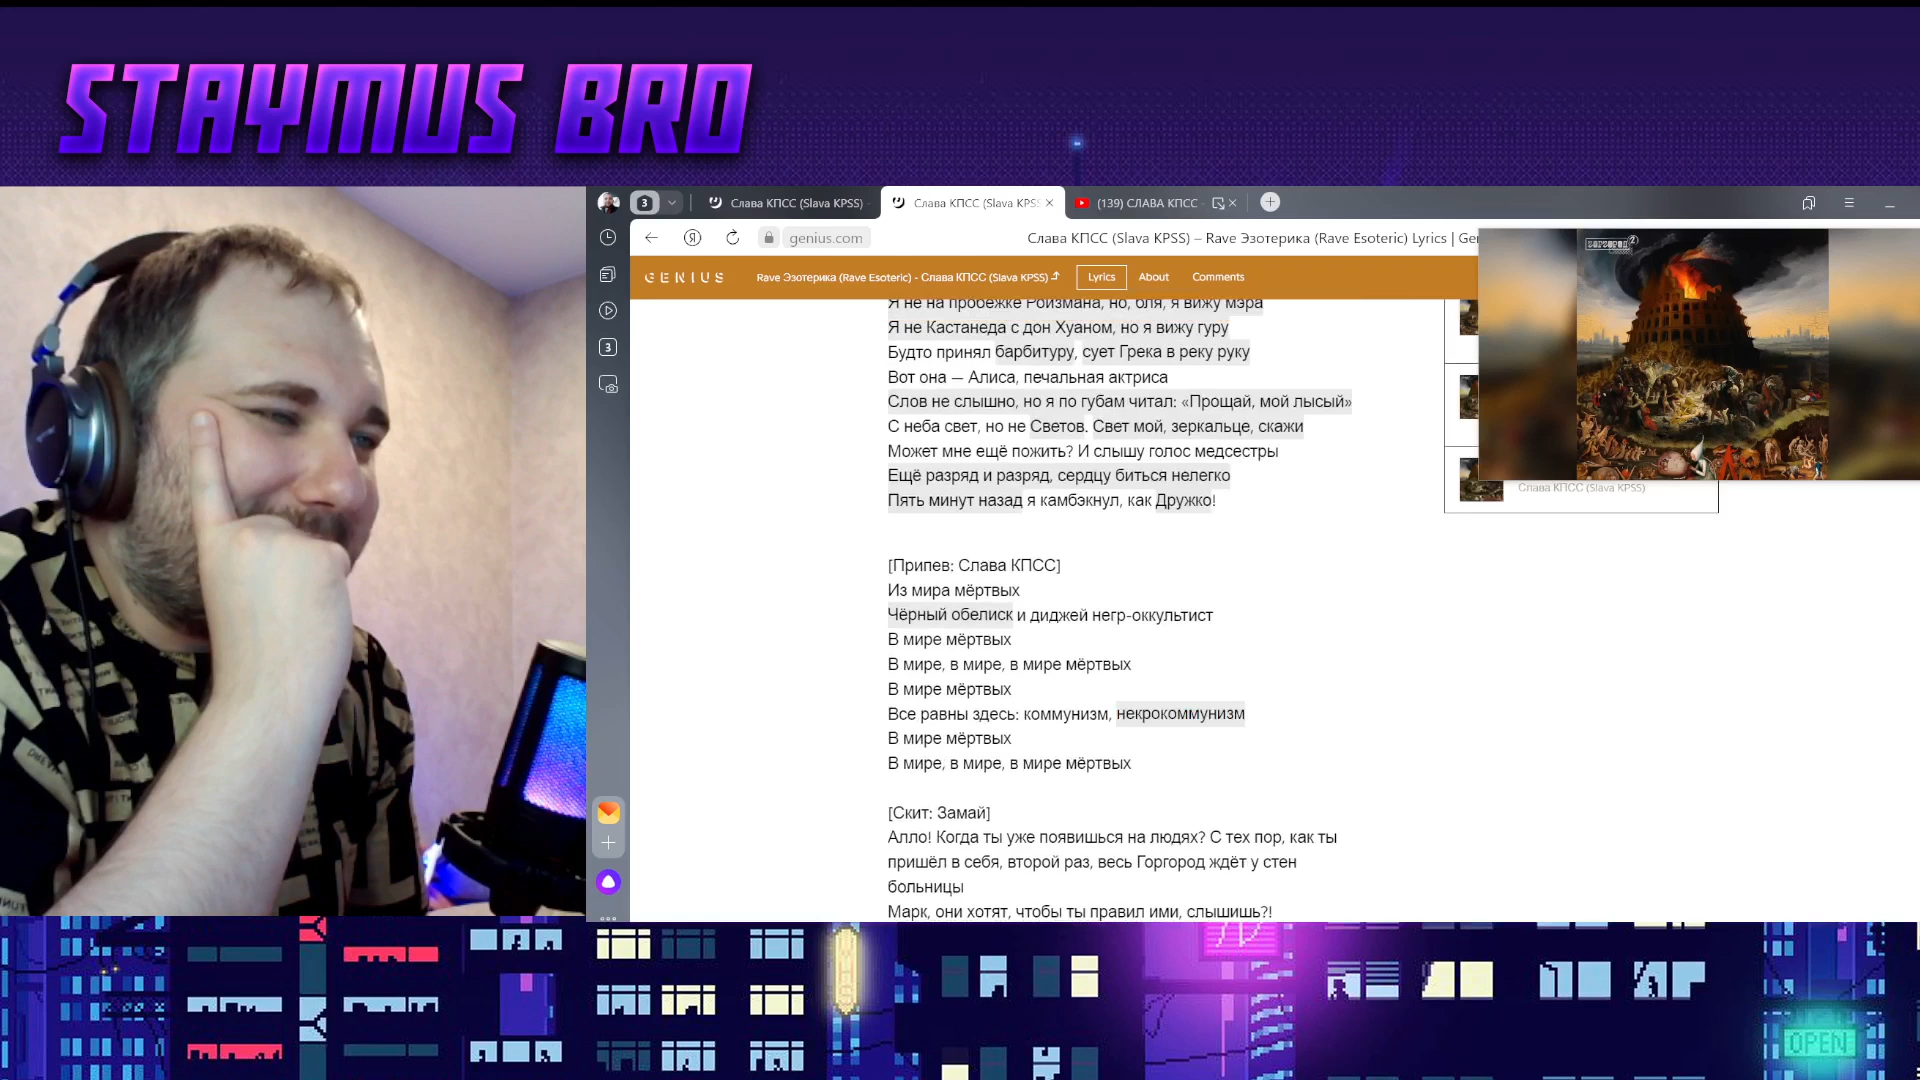 STAYMUS BRO
3
Слава КПСС (Slava KPSS)
Слава КПСС (Slava KPSS
(139) СЛАВА КПСС
genius.com
Слава КПСС (Slava KPSS) – Rave Эзотерика (Rave Esoteric) Lyrics | Ge
GENIUS
Rave Эзотерика (Rave Esoteric) - Слава КПСС (Slava KPSS)
Lyrics
About
Comments
Я не на пробежке Ройзмана, но, бля, я вижу мэра
Я не Кастанеда с дон Хуаном, но я вижу гуру
Будто принял барбитуру, сует Грека в реку руку
Вот она — Алиса, печальная актриса
Слов не слышно, но я по губам читал: «Прощай, мой лысый»
С неба свет, но не Светов. Свет мой, зеркальце, скажи
Может мне ещё пожить? И слышу голос медсестры
Ещё разряд и разряд, сердцу биться нелегко
Пять минут назад я камбэкнул, как Дружко!
[Припев: Слава КПСС]
Из мира мёртвых
Чёрный обелиск и диджей негр-оккультист
В мире мёртвых
В мире, в мире, в мире мёртвых
В мире мёртвых
Все равны здесь: коммунизм, некрокоммунизм
В мире мёртвых
В мире, в мире, в мире мёртвых
[Скит: Замай]
Алло! Когда ты уже появишься на людях? С тех пор, как ты
пришёл в себя, второй раз, весь Горгород ждёт у стен
больницы
Марк, они хотят, чтобы ты правил ими, слышишь?!
3
Слава КПСС (Slava KPSS)
OPEN